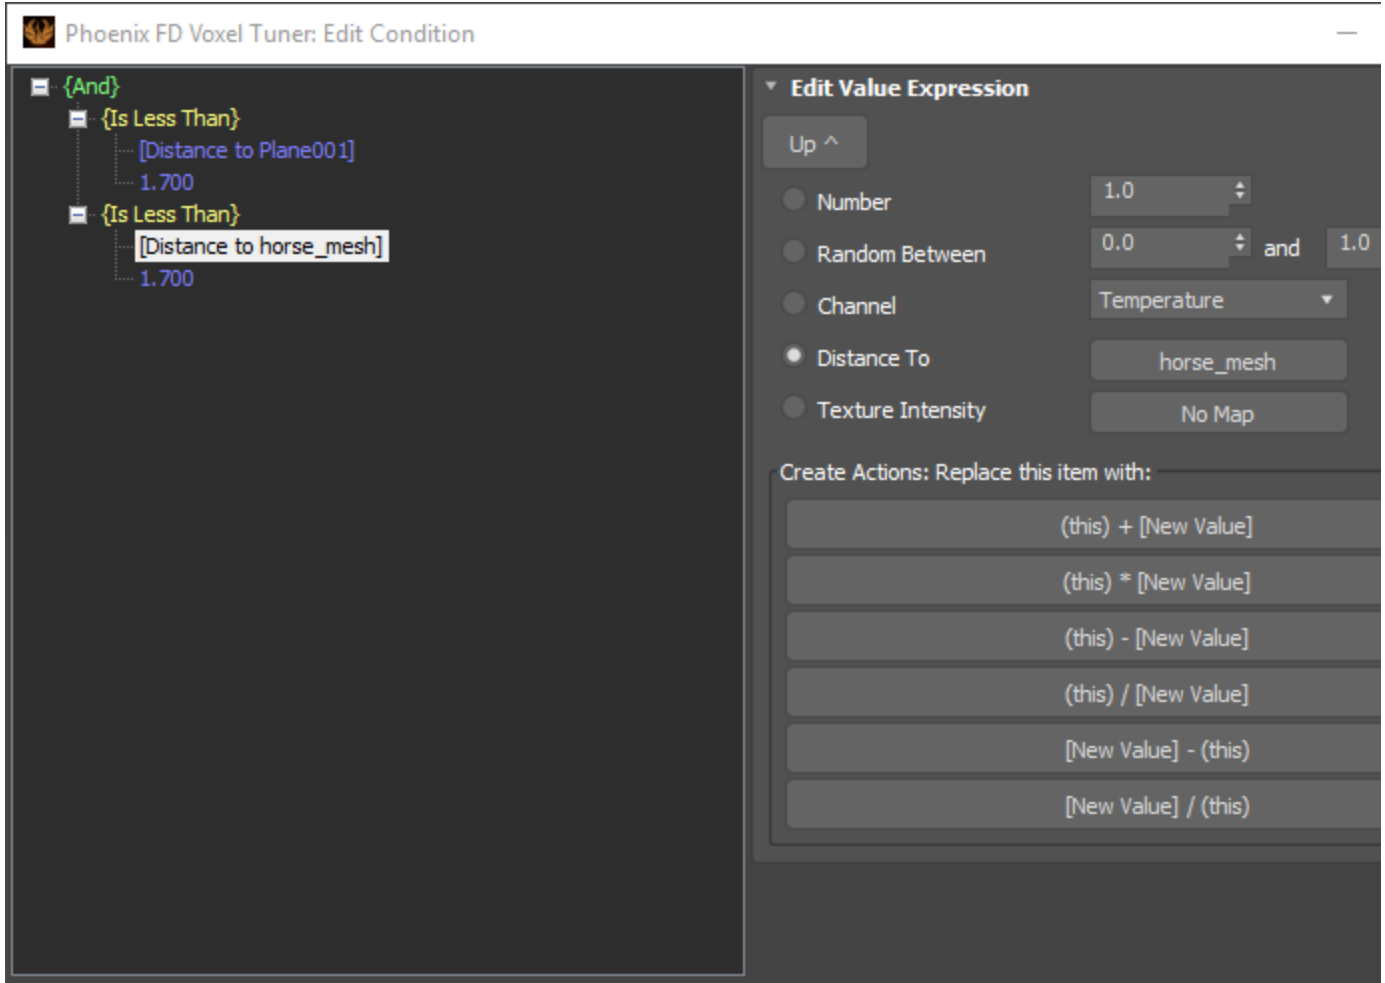 Phoenix FD Voxel Tuner: Edit Condition
{And}
{Is Less Than}
[Distance to Plane001]
1.700
{Is Less Than}
[Distance to horse_mesh]
1.700
Edit Value Expression
Up ^
Number 1.0
Random Between 0.0 and 1.0
Channel Temperature
Distance To horse_mesh
Texture Intensity No Map
Create Actions: Replace this item with:
(this) + [New Value]
(this) * [New Value]
(this) - [New Value]
(this) / [New Value]
[New Value] - (this)
[New Value] / (this)